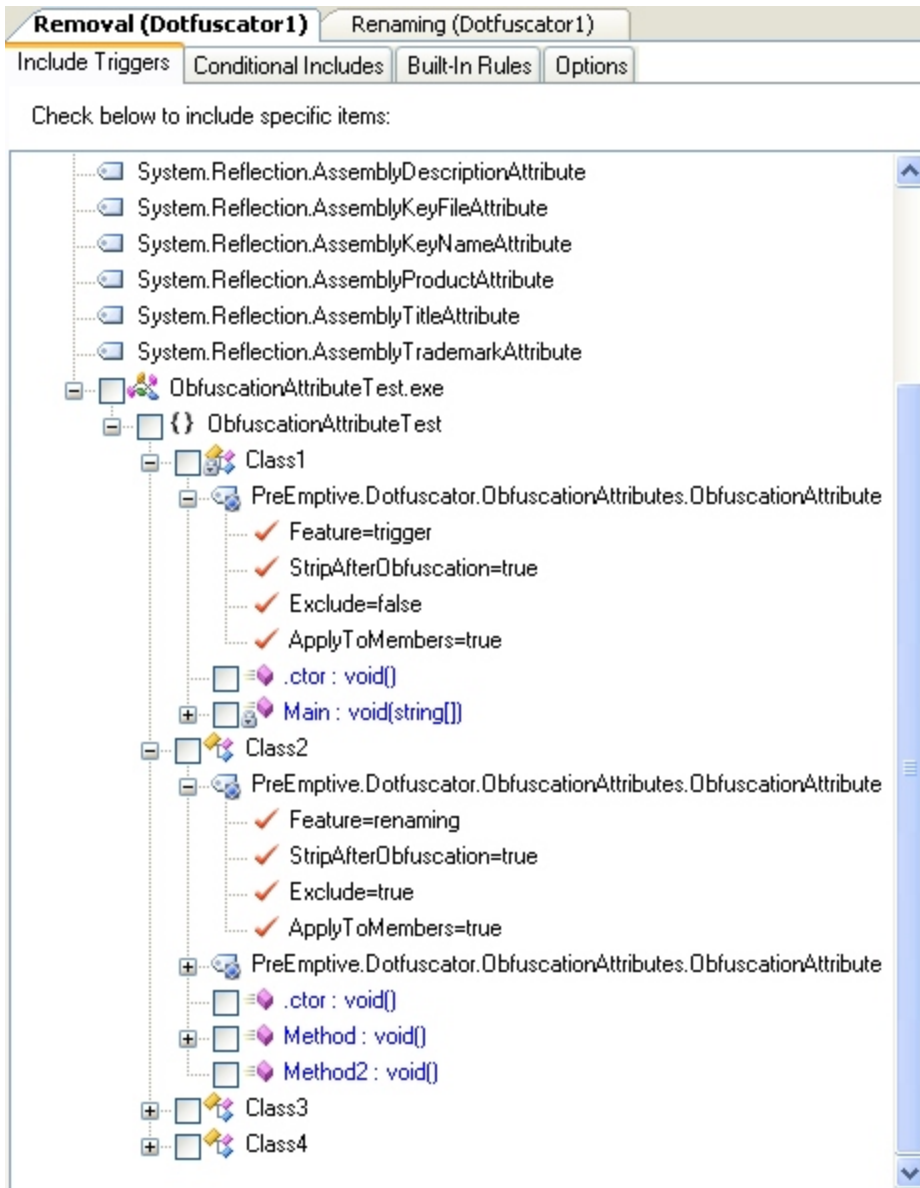 Removal (Dotfuscator1)
Renaming (Dotfuscator1)
Include Triggers
Conditional Includes
Built-In Rules
Options
Check below to include specific items:
System.Reflection.AssemblyDescriptionAttribute
System.Reflection.AssemblyKeyFileAttribute
System.Reflection.AssemblyKeyNameAttribute
System.Reflection.AssemblyProductAttribute
System.Reflection.AssemblyTitleAttribute
System.Reflection.AssemblyTrademarkAttribute
ObfuscationAttributeTest.exe
{} ObfuscationAttributeTest
Class1
PreEmptive.Dotfuscator.ObfuscationAttributes.ObfuscationAttribute
Feature=trigger
StripAfterObfuscation=true
Exclude=false
ApplyToMembers=true
.ctor : void()
Main : void(string[])
Class2
PreEmptive.Dotfuscator.ObfuscationAttributes.ObfuscationAttribute
Feature=renaming
StripAfterObfuscation=true
Exclude=true
ApplyToMembers=true
PreEmptive.Dotfuscator.ObfuscationAttributes.ObfuscationAttribute
.ctor : void()
Method : void()
Method2 : void()
Class3
Class4